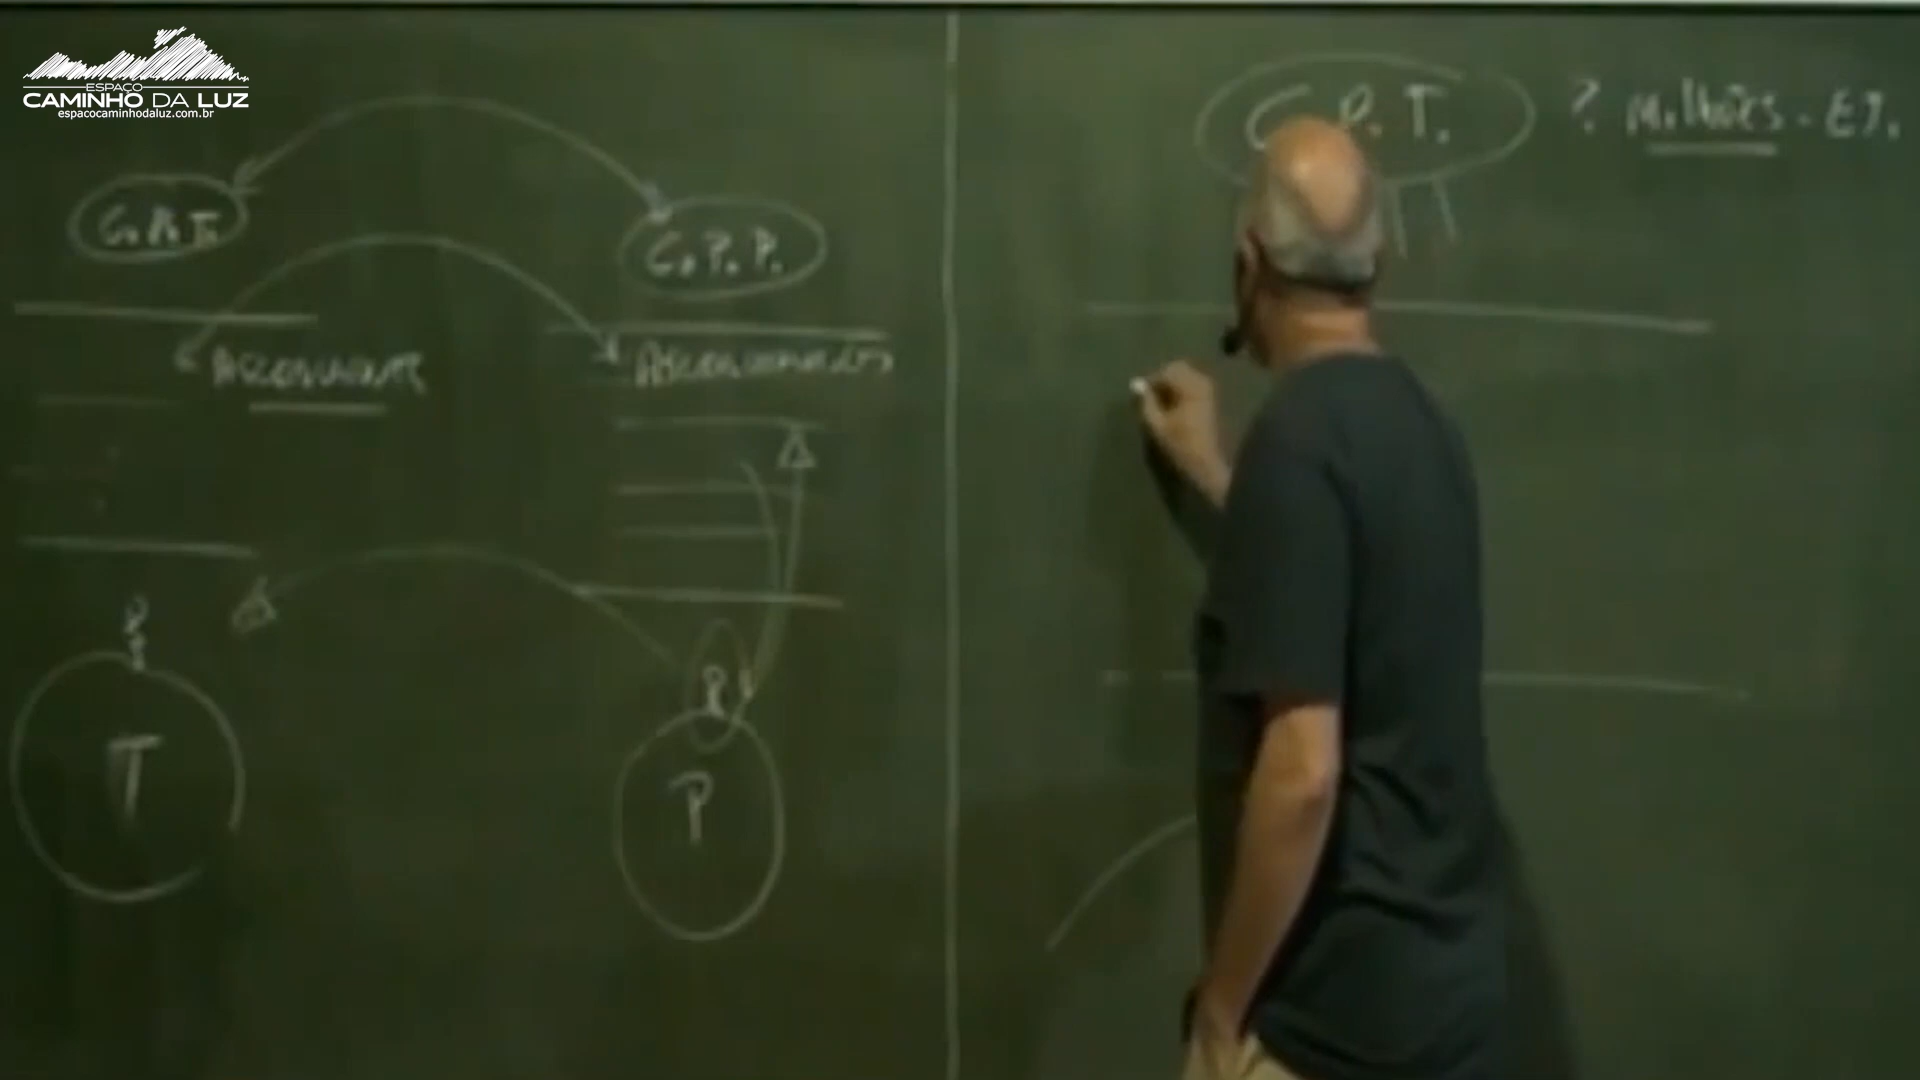 ESPAÇO
CAMINHO DA LUZ
espacocaminhodaluz.com.br
C. P. T.
C. P. P.
T
P
C. P. T.
? Milhões - ET.